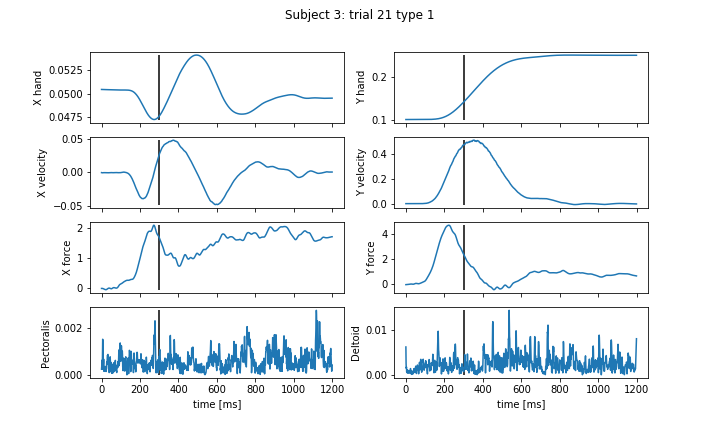 Subject 3: trial 21 type 1
X hand
0.0525
0.0500
0.0475
Y hand
0.2
0.1
X velocity
0.05
0.00
−0.05
Y velocity
0.4
0.2
0.0
X force
2
1
0
Y force
4
2
0
Pectoralis
0.002
0.000
0 200 400 600 800 1000 1200
time [ms]
Deltoid
0.01
0.00
0 200 400 600 800 1000 1200
time [ms]